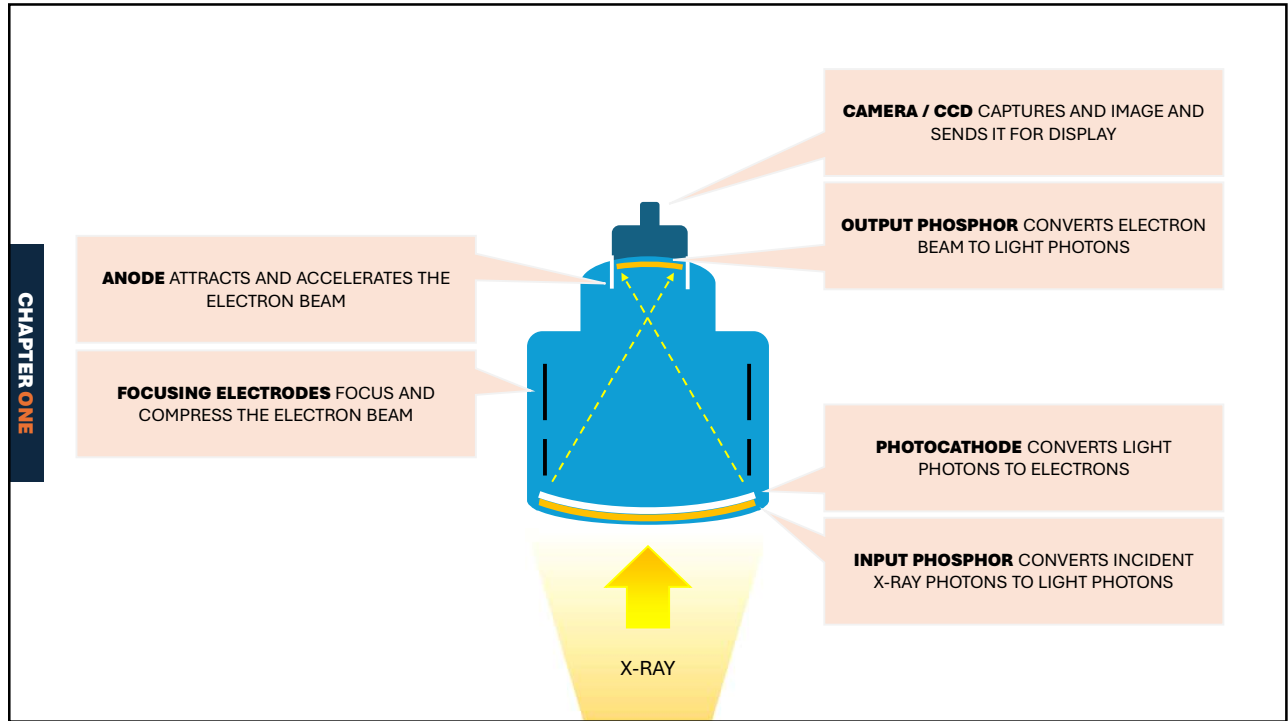 CAMERA / CCD CAPTURES AND IMAGE AND
SENDS IT FOR DISPLAY
OUTPUT PHOSPHOR CONVERTS ELECTRON
BEAM TO LIGHT PHOTONS
ANODE ATTRACTS AND ACCELERATES THE
ELECTRON BEAM
FOCUSING ELECTRODES FOCUS AND
COMPRESS THE ELECTRON BEAM
CHAPTER ONE
PHOTOCATHODE CONVERTS LIGHT
PHOTONS TO ELECTRONS
INPUT PHOSPHOR CONVERTS INCIDENT
X-RAY PHOTONS TO LIGHT PHOTONS
X-RAY